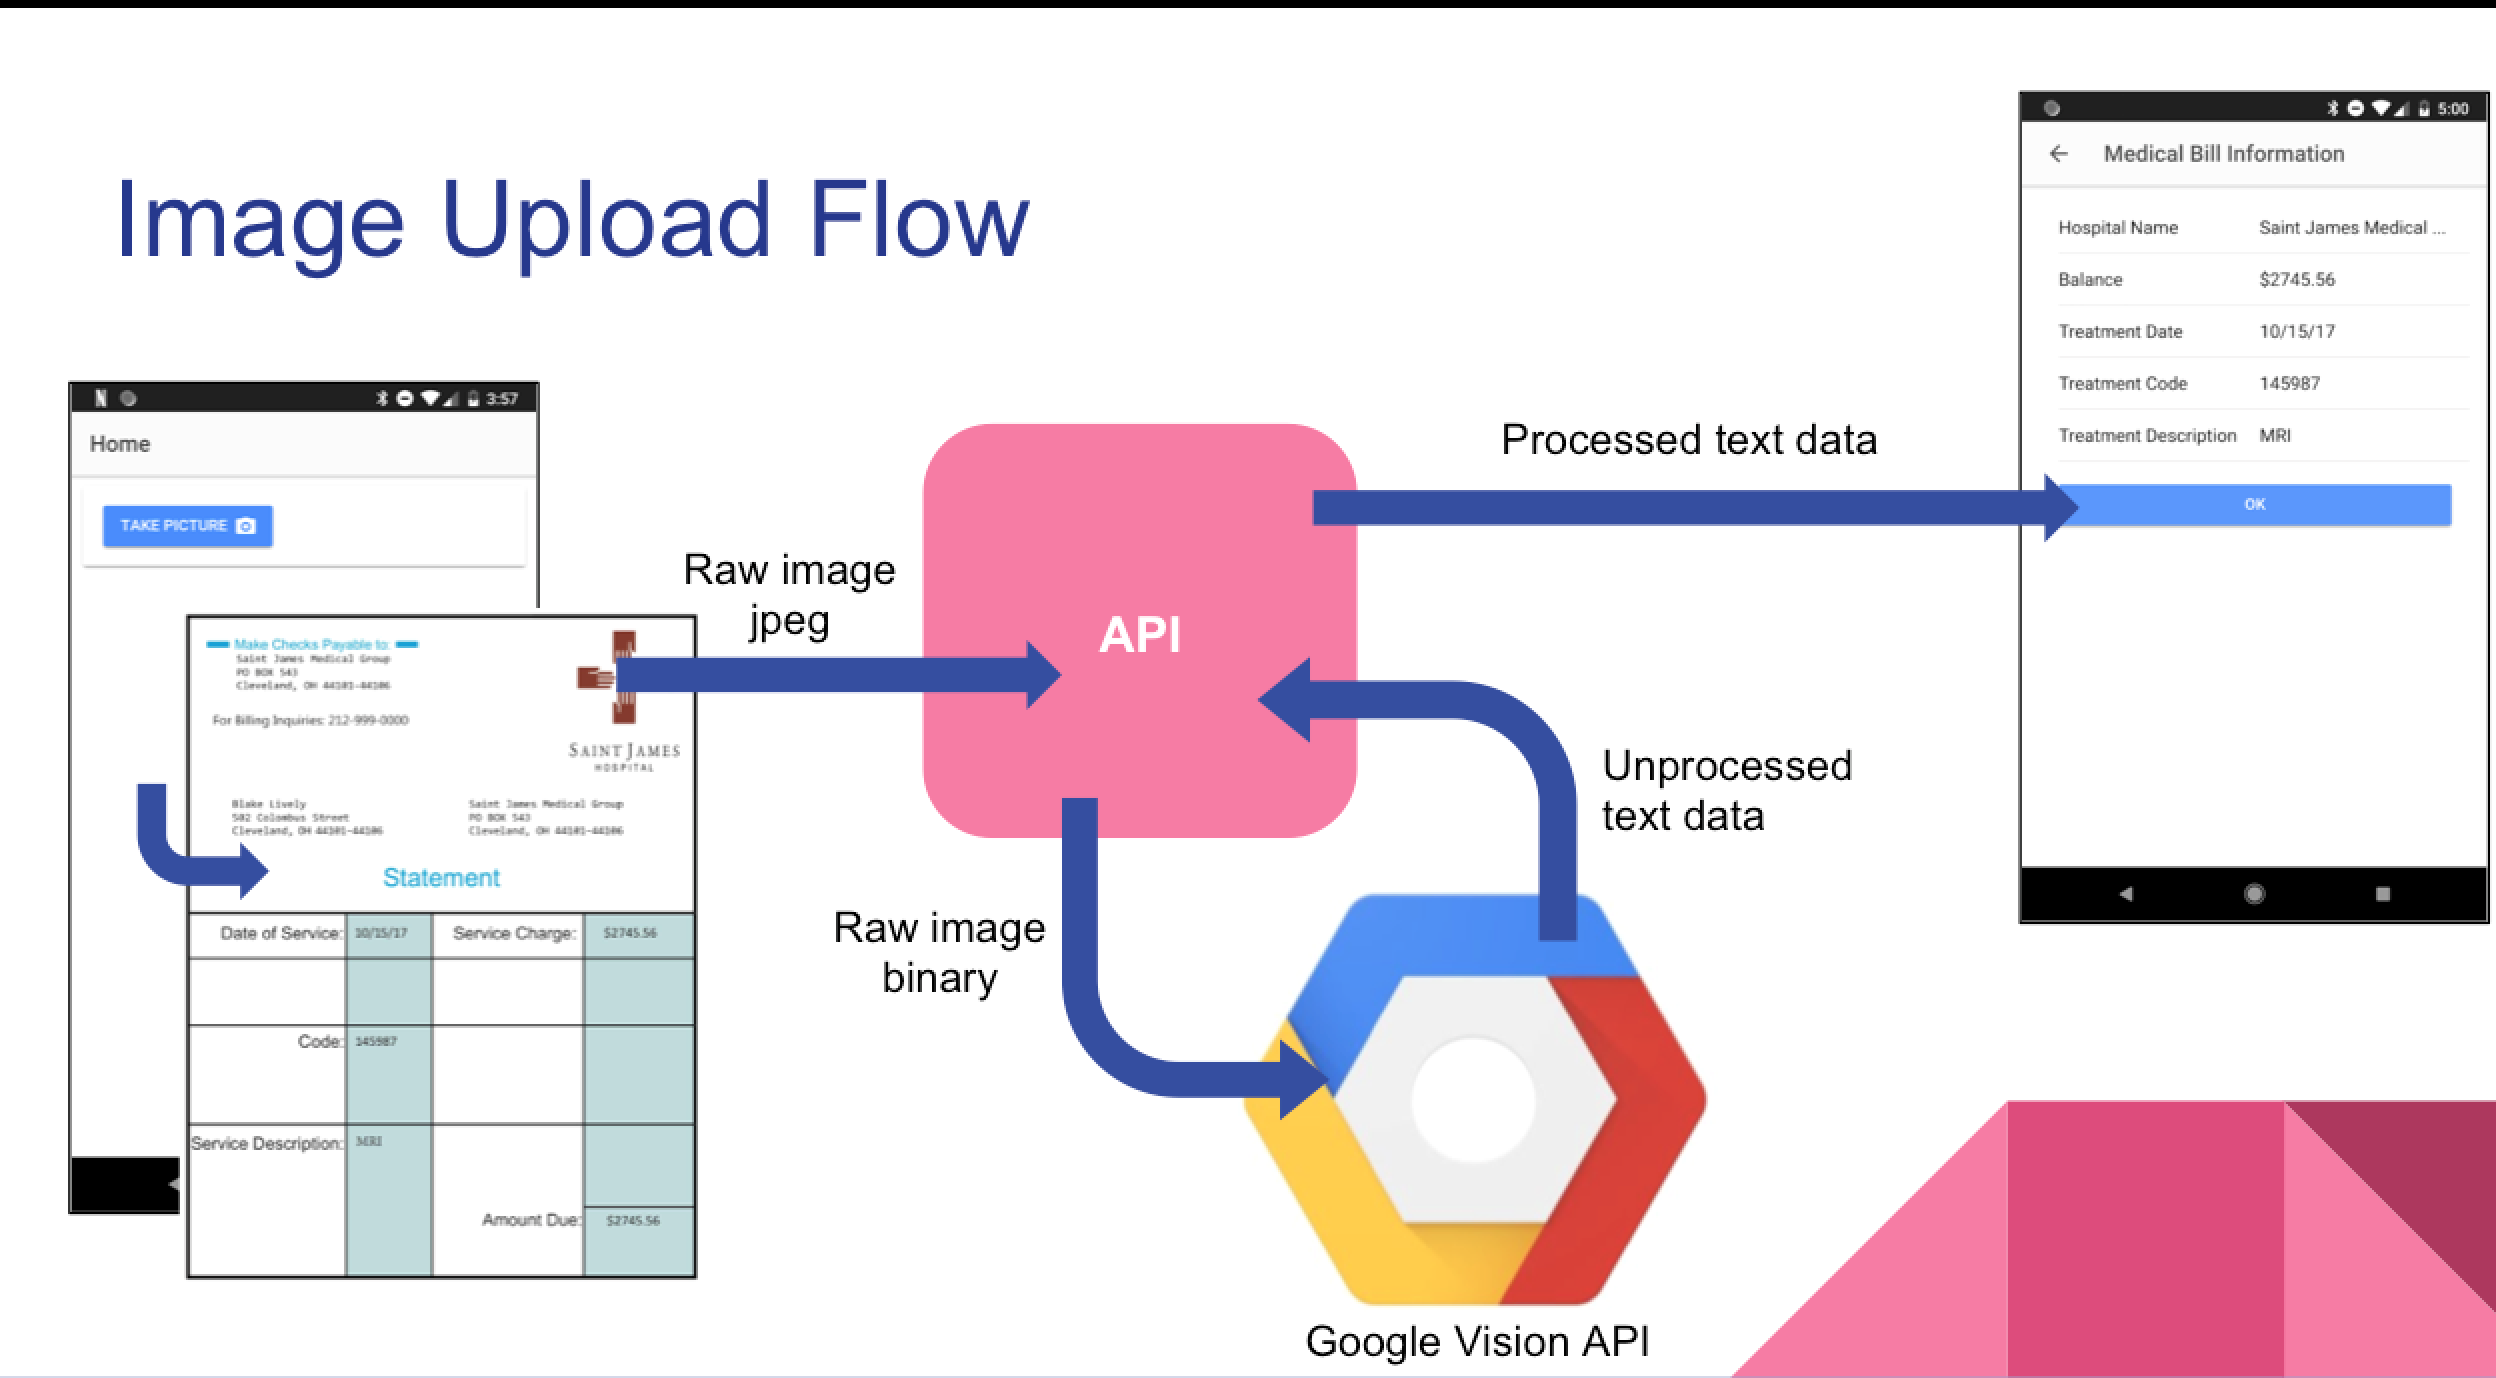 Image Upload Flow
N
3:57
Home
TAKE PICTURE
Make Checks Payable to:
Saint James Medical Group
PO BOX 543
Cleveland, OH 44101-44106
For Billing Inquiries: 212-999-0000
SAINT JAMES
HOSPITAL
Blake Lively
502 Colombus Street
Cleveland, OH 44101-44106
Saint James Medical Group
PO BOX 543
Cleveland, OH 44101-44106
Statement
Date of Service: 10/15/17 Service Charge: $2745.56
Code: 145987
Service Description: MRI
Amount Due: $2745.56
Raw image
jpeg
API
Raw image
binary
Google Vision API
Unprocessed
text data
Processed text data
5:00
Medical Bill Information
Hospital Name Saint James Medical ...
Balance $2745.56
Treatment Date 10/15/17
Treatment Code 145987
Treatment Description MRI
OK